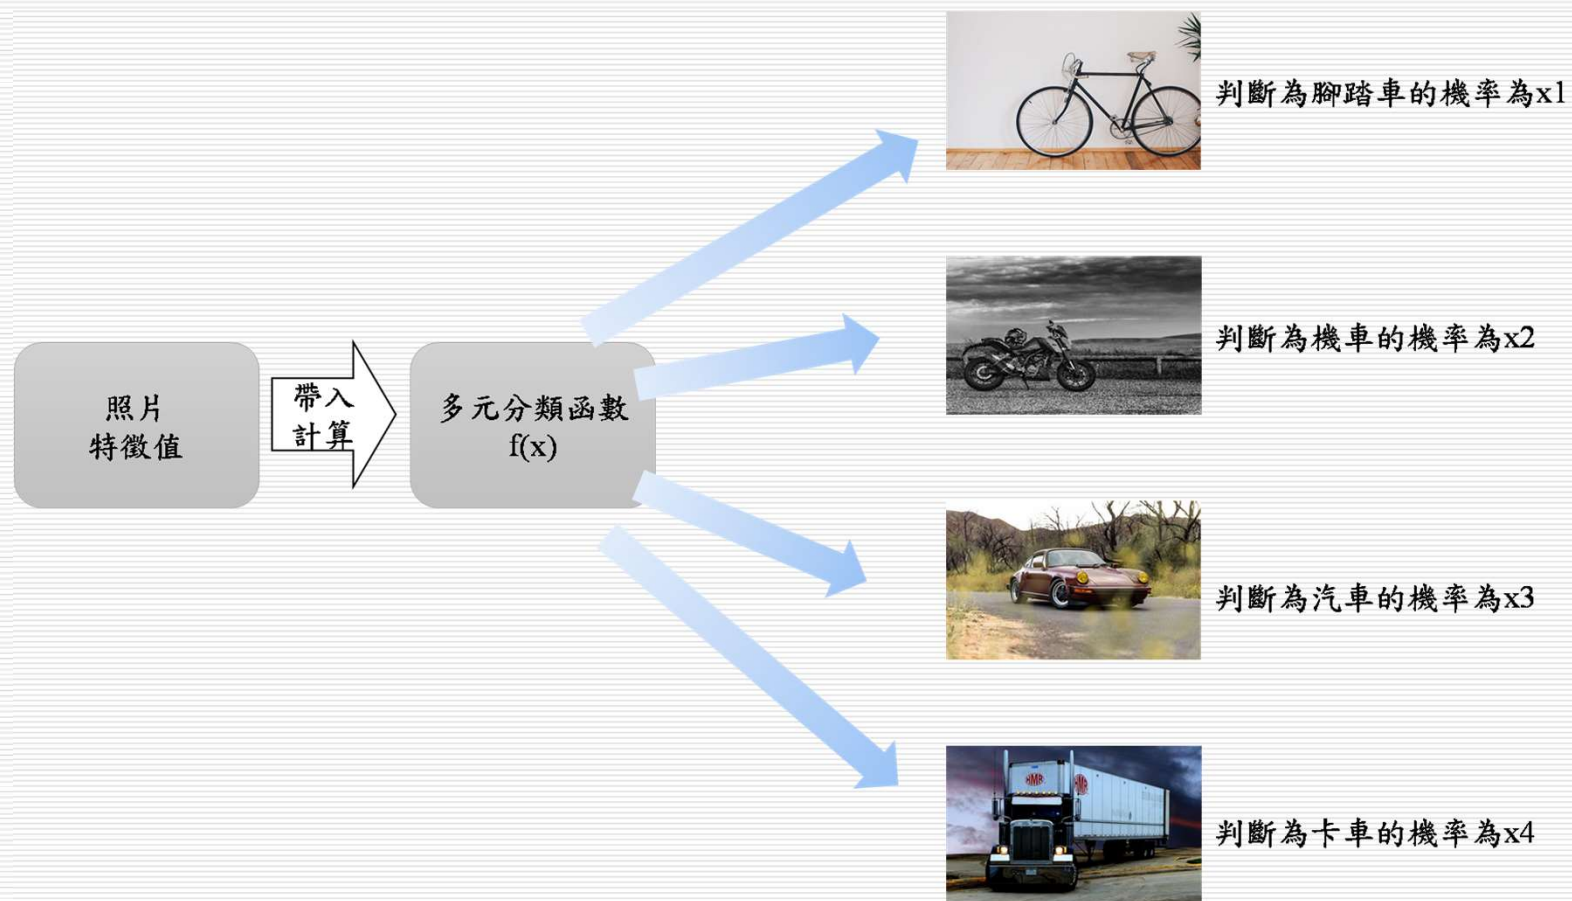 判斷為腳踏車的機率為x1
判斷為機車的機率為x2
照片
特徵值
帶入
計算
多元分類函數
f(x)
判斷為汽車的機率為x3
HMR
HMR
判斷為卡車的機率為x4